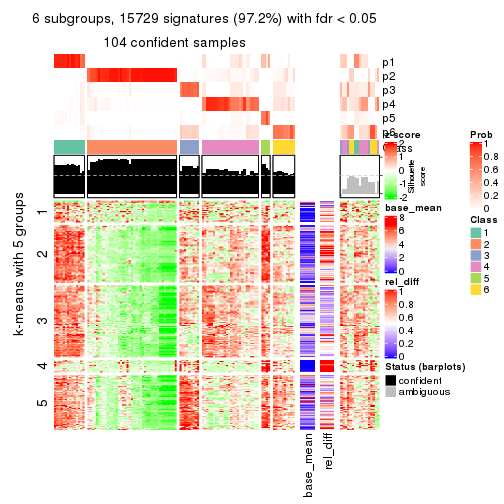 6 subgroups, 15729 signatures (97.2%) with fdr < 0.05
104 confident samples
p1
p2
p3
p4
p5
p6
Class
z-score
2
1
0
-1
-2
Silhouette
score
Prob
1
0.8
0.6
0.4
0.2
0
base_mean
8
6
4
2
0
Class
1
2
3
4
5
6
rel_diff
1
0.8
0.6
0.4
0.2
0
Status (barplots)
confident
ambiguous
k-means with 5 groups
1
2
3
4
5
base_mean
rel_diff